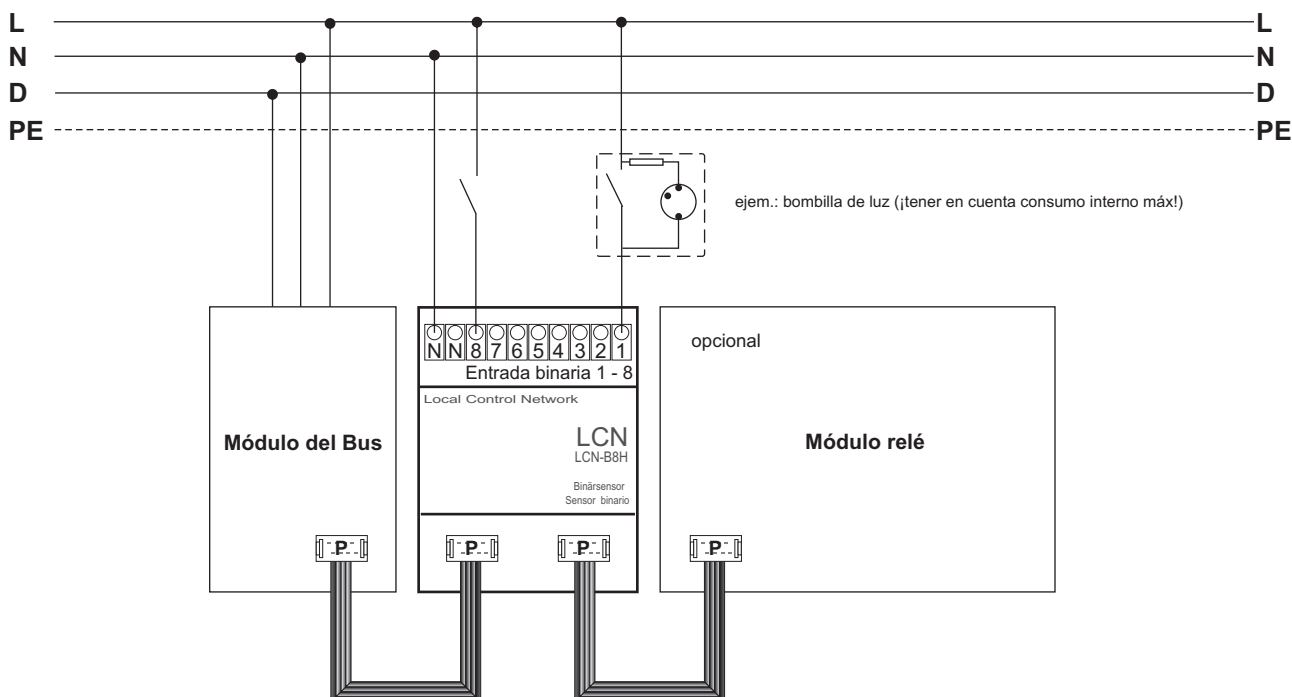 L L
N N
D D
PE PE
ejem.: bombilla de luz (¡tener en cuenta consumo interno máx!)
N N 8 7 6 5 4 3 2 1
Entrada binaria 1 - 8
opcional
Local Control Network
Módulo del Bus
LCN
LCN-B8H
Módulo relé
Binärsensor
Sensor binario
P P P P